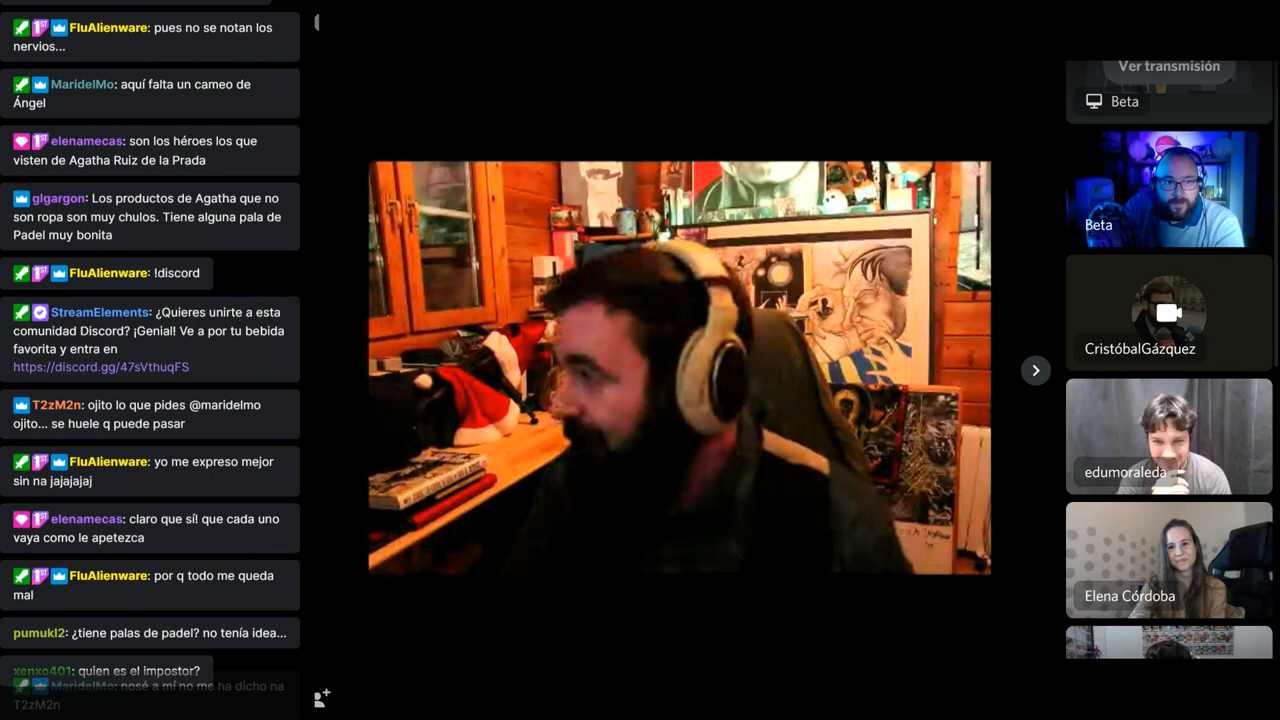 FluAlienware: pues no se notan los
nervios...
MaridelMo: aquí falta un cameo de
Ángel
elenamecas: son los héroes los que
visten de Agatha Ruiz de la Prada
glgargon: Los productos de Agatha que no
son ropa son muy chulos. Tiene alguna pala de
Padel muy bonita
FluAlienware: !discord
StreamElements: ¿Quieres unirte a esta
comunidad Discord? ¡Genial! Ve a por tu bebida
favorita y entra en
https://discord.gg/47sVthuqFS
T2zM2n: ojito lo que pides @maridelmo
ojito... se huele q puede pasar
FluAlienware: yo me expreso mejor
sin na jajajajaj
elenamecas: claro que sí! que cada uno
vaya como le apetezca
FluAlienware: por q todo me queda
mal
pumukl2: ¿tiene palas de padel? no tenía idea...
xenxo401: quien es el impostor?
MaridelMo: nosé a mí no me ha dicho na
T2zM2n
Ver transmisión
Beta
Beta
CristóbalGázquez
edumoraleda
Elena Córdoba